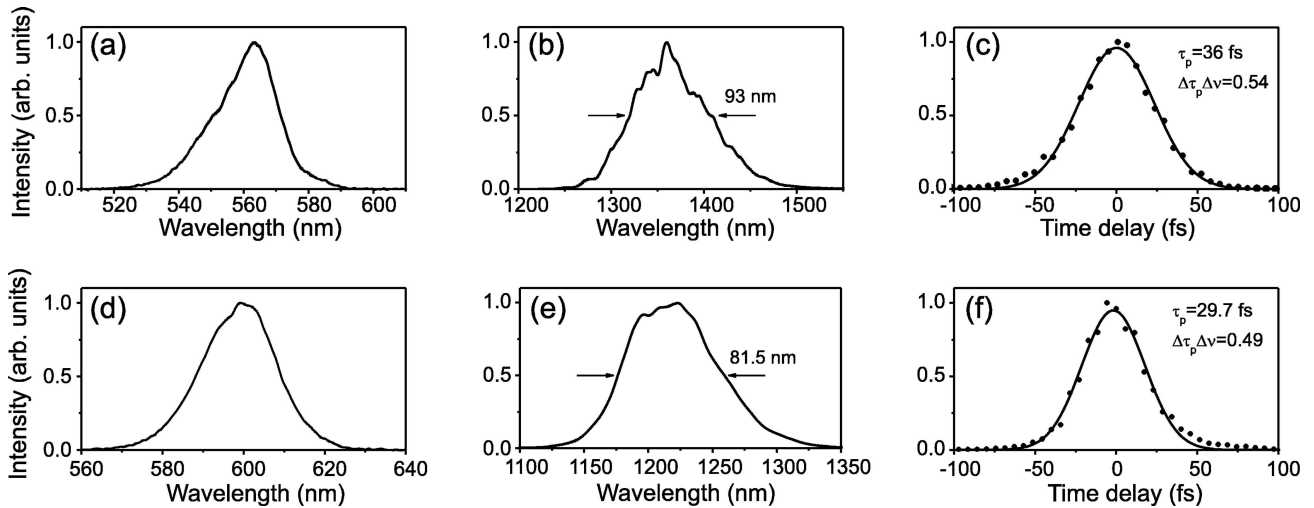 (a)
Intensity (arb. units)
1.0
0.5
0.0
520 540 560 580 600
Wavelength (nm)
(b)
93 nm
1.0
0.5
0.0
1200 1300 1400 1500
Wavelength (nm)
(c)
τp=36 fs
ΔτpΔν=0.54
1.0
0.5
0.0
-100 -50 0 50 100
Time delay (fs)
(d)
Intensity (arb. units)
1.0
0.5
0.0
560 580 600 620 640
Wavelength (nm)
(e)
81.5 nm
1.0
0.5
0.0
1100 1150 1200 1250 1300 1350
Wavelength (nm)
(f)
τp=29.7 fs
ΔτpΔν=0.49
1.0
0.5
0.0
-100 -50 0 50 100
Time delay (fs)